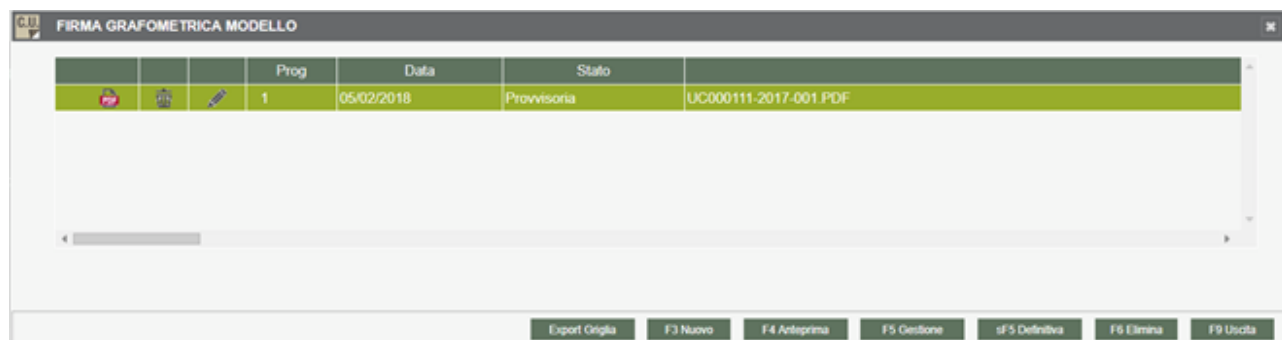 C.U.
FIRMA GRAFOMETRICA MODELLO
Prog Data Stato
PDF 1 05/02/2018 Provvisoria UC000111-2017-001.PDF
Export Griglia F3 Nuovo F4 Anteprima F5 Gestione sF5 Definitiva F6 Elimina F9 Uscita